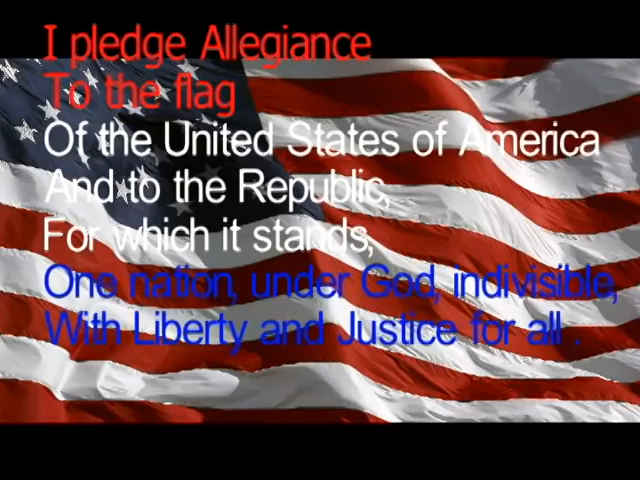 I pledge Allegiance
To the flag
Of the United States of America
And to the Republic,
For which it stands,
One nation, under God, indivisible,
With Liberty and Justice for all .